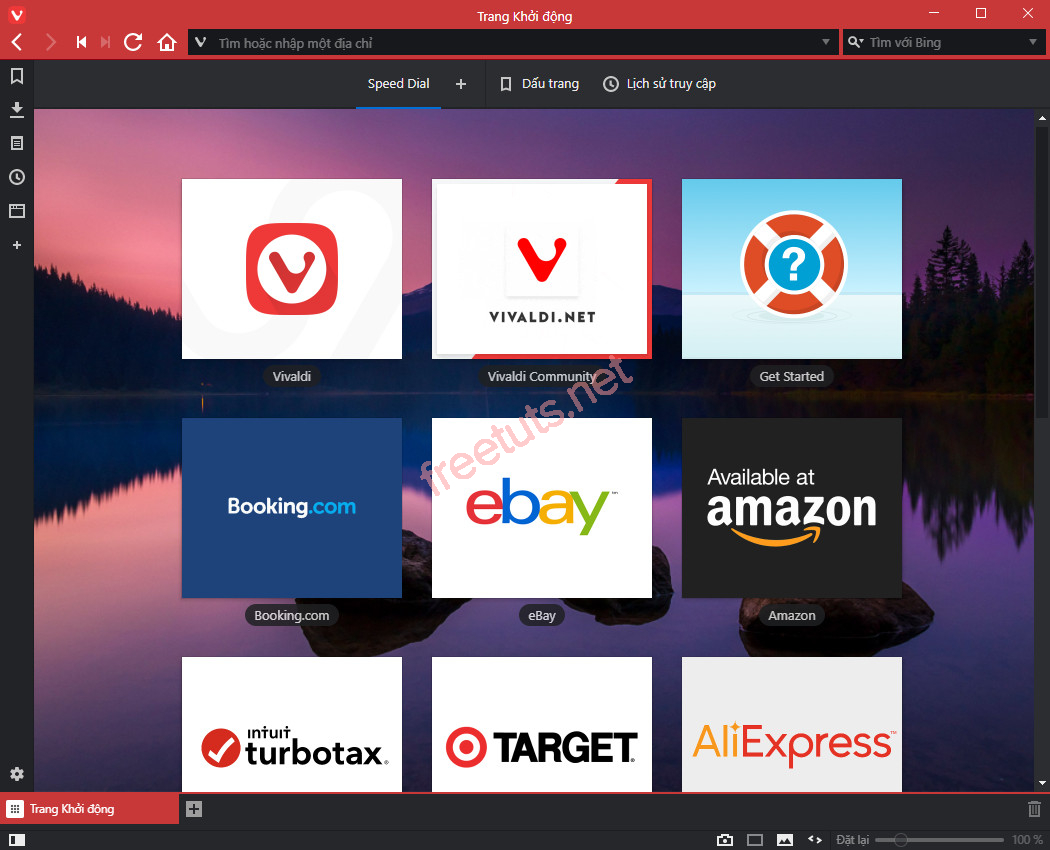 Trang Khởi động
Tìm hoặc nhập một địa chỉ
Tìm với Bing
Speed Dial
Dấu trang
Lịch sử truy cập
VIVALDI.NET
?
Vivaldi
Vivaldi Community
Get Started
freetuts.net
Booking.com
ebay™
Available at
amazon
Booking.com
eBay
Amazon
intuit
turbotax®
TARGET®
AliExpress™
Trang Khởi động
Đặt lại
100 %